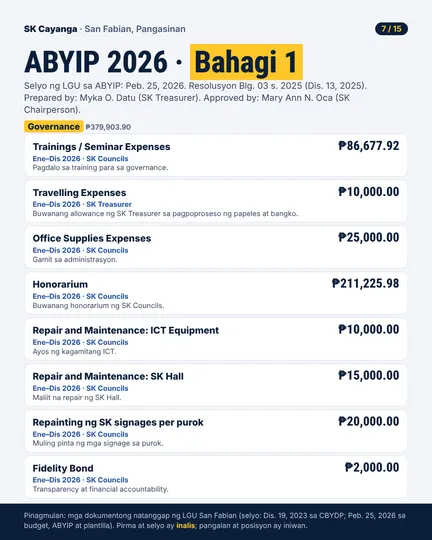 SK Cayanga · San Fabian, Pangasinan
7 / 15
ABYIP 2026 · Bahagi 1
Selyo ng LGU sa ABYIP: Peb. 25, 2026. Resolusyon Blg. 03 s. 2025 (Dis. 13, 2025).
Prepared by: Myka O. Datu (SK Treasurer). Approved by: Mary Ann N. Oca (SK
Chairperson).
Governance ₱379,903.90
Trainings / Seminar Expenses ₱86,677.92
Ene–Dis 2026 · SK Councils
Pagdalo sa training para sa governance.
Travelling Expenses ₱10,000.00
Ene–Dis 2026 · SK Treasurer
Buwanang allowance ng SK Treasurer sa pagpoproseso ng papeles at bangko.
Office Supplies Expenses ₱25,000.00
Ene–Dis 2026 · SK Councils
Gamit sa administrasyon.
Honorarium ₱211,225.98
Ene–Dis 2026 · SK Councils
Buwanang honorarium ng SK Councils.
Repair and Maintenance: ICT Equipment ₱10,000.00
Ene–Dis 2026 · SK Councils
Ayos ng kagamitang ICT.
Repair and Maintenance: SK Hall ₱15,000.00
Ene–Dis 2026 · SK Councils
Maliit na repair ng SK Hall.
Repainting ng SK signages per purok ₱20,000.00
Ene–Dis 2026 · SK Councils
Muling pinta ng mga signage sa purok.
Fidelity Bond ₱2,000.00
Ene–Dis 2026 · SK Councils
Transparency at financial accountability.
Pinagmulan: mga dokumentong natanggap ng LGU San Fabian (selyo: Dis. 19, 2023 sa CBYDP; Peb. 25, 2026 sa
budget, ABYIP at plantilla). Pirma at selyo ay inalis; pangalan at posisyon ay iniwan.